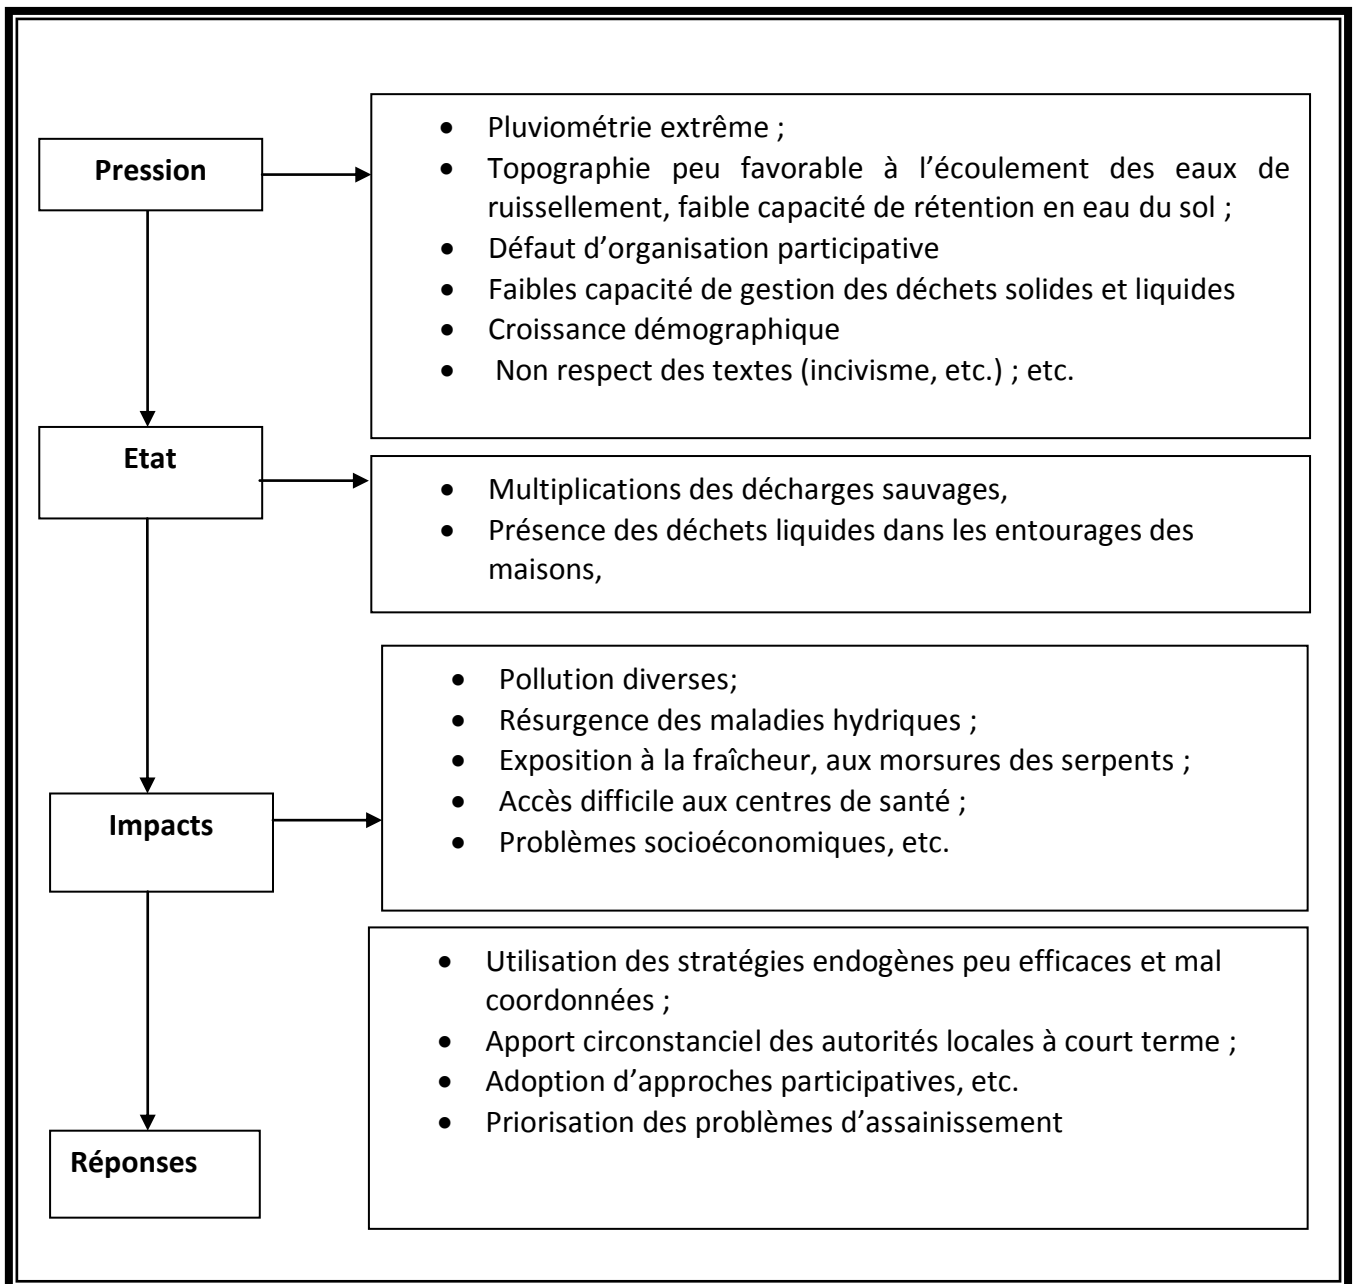 Pression
• Pluviométrie extrême ;
• Topographie peu favorable à l’écoulement des eaux de
ruissellement, faible capacité de rétention en eau du sol ;
• Défaut d’organisation participative
• Faibles capacité de gestion des déchets solides et liquides
• Croissance démographique
• Non respect des textes (incivisme, etc.) ; etc.
Etat
• Multiplications des décharges sauvages,
• Présence des déchets liquides dans les entourages des
maisons,
Impacts
• Pollution diverses;
• Résurgence des maladies hydriques ;
• Exposition à la fraîcheur, aux morsures des serpents ;
• Accès difficile aux centres de santé ;
• Problèmes socioéconomiques, etc.
Réponses
• Utilisation des stratégies endogènes peu efficaces et mal
coordonnées ;
• Apport circonstanciel des autorités locales à court terme ;
• Adoption d’approches participatives, etc.
• Priorisation des problèmes d’assainissement